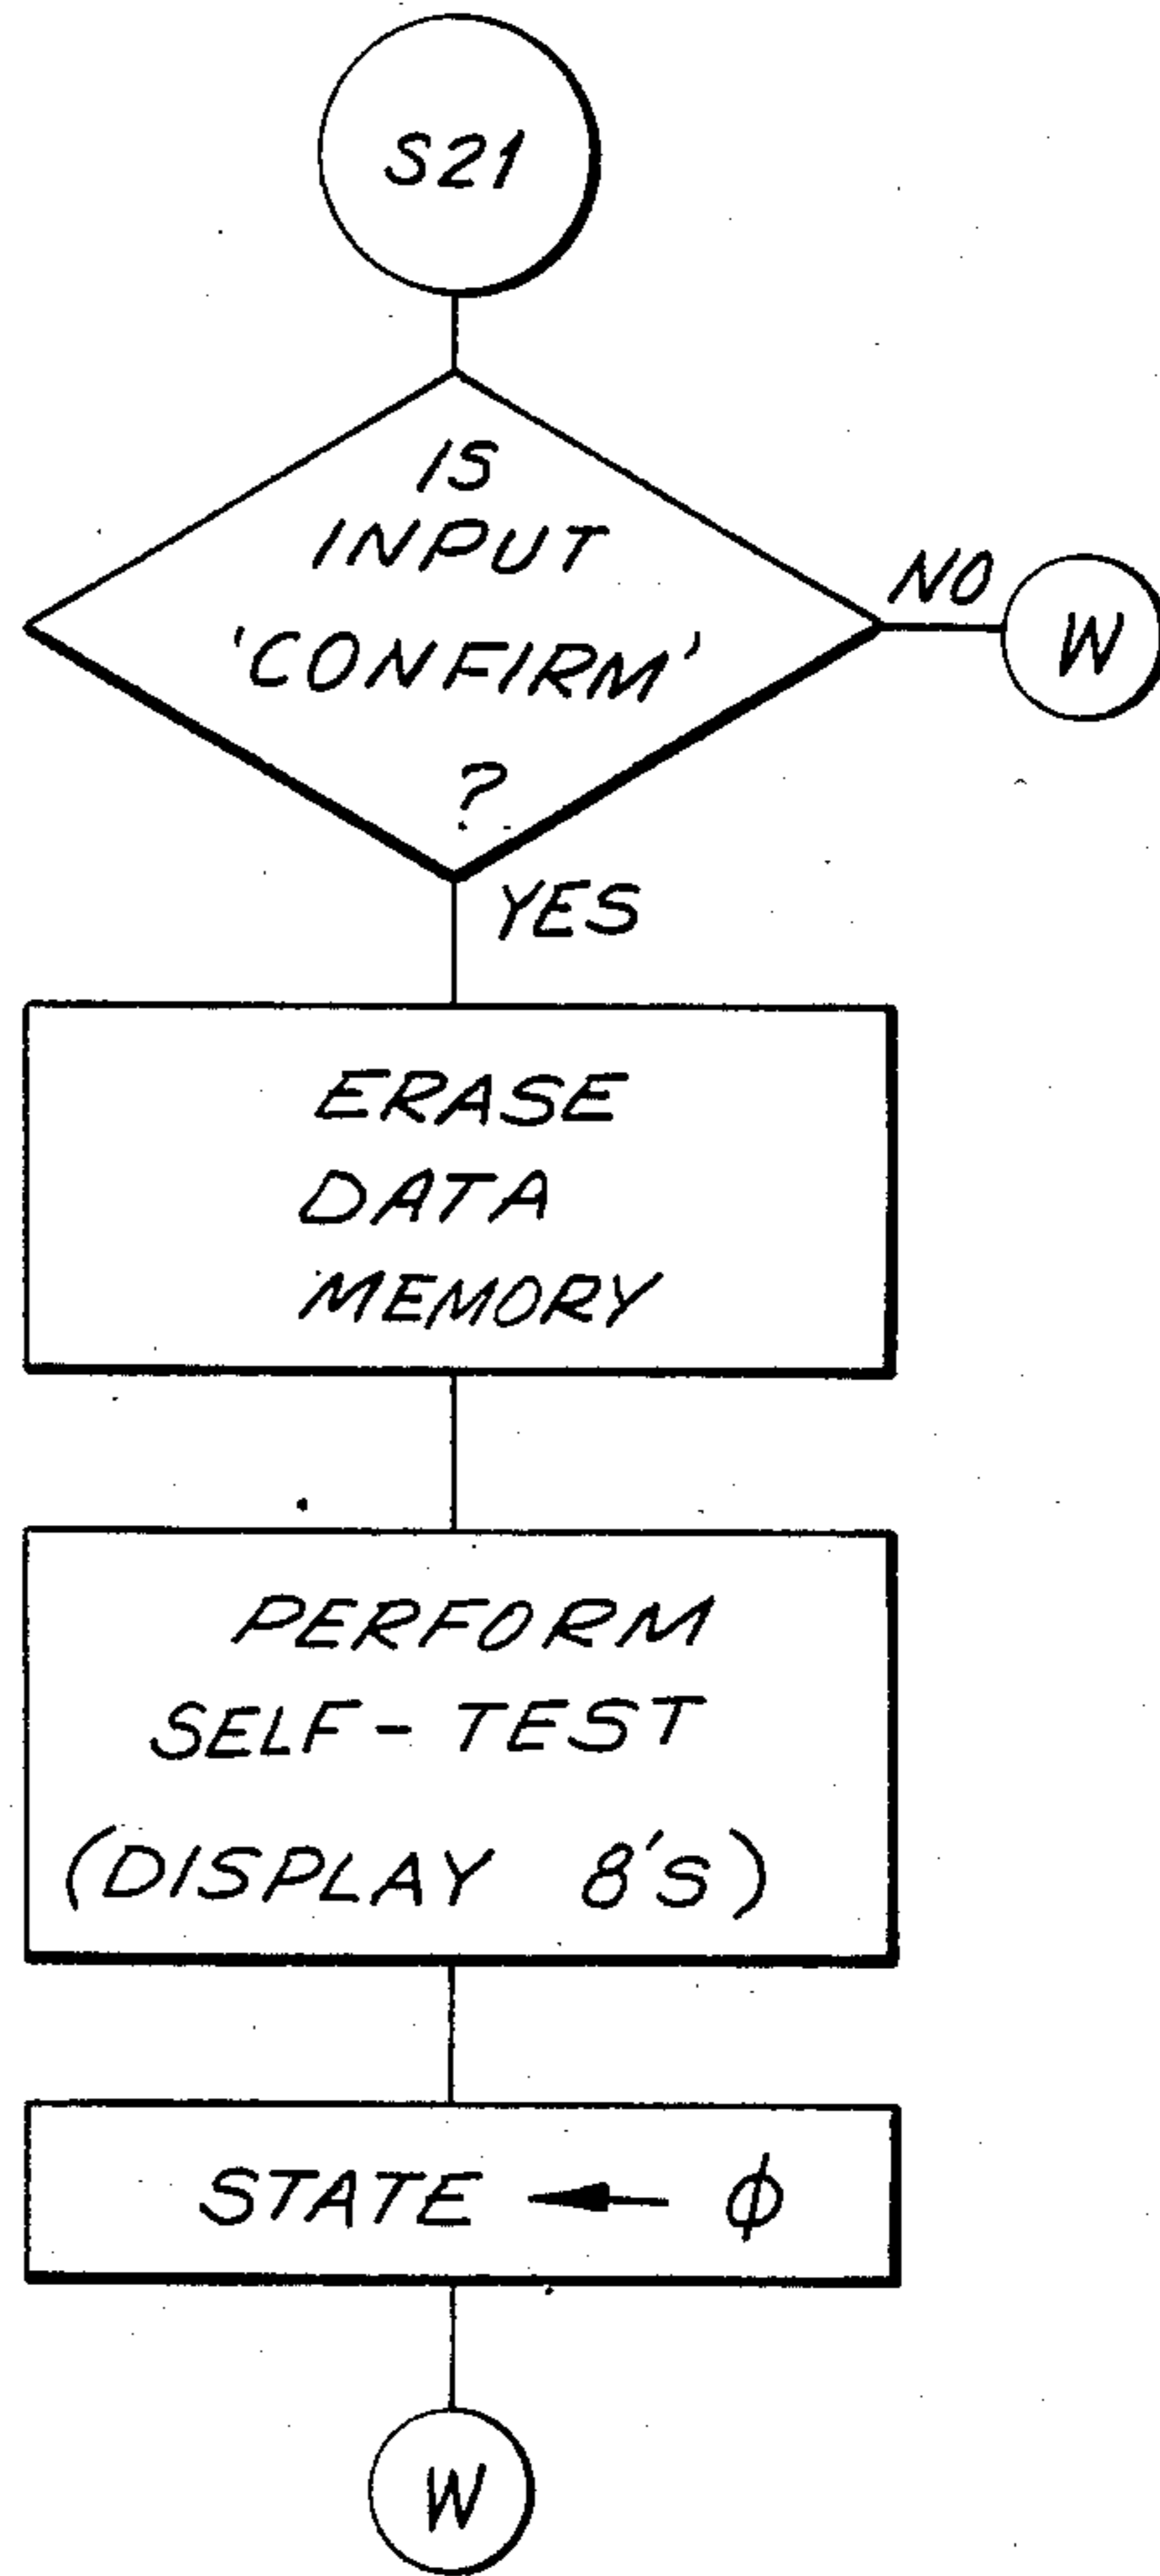 S21
IS
INPUT
'CONFIRM'
?
NO
W
YES
ERASE
DATA
MEMORY
PERFORM
SELF-TEST
(DISPLAY 8'S)
STATE ← ϕ
W